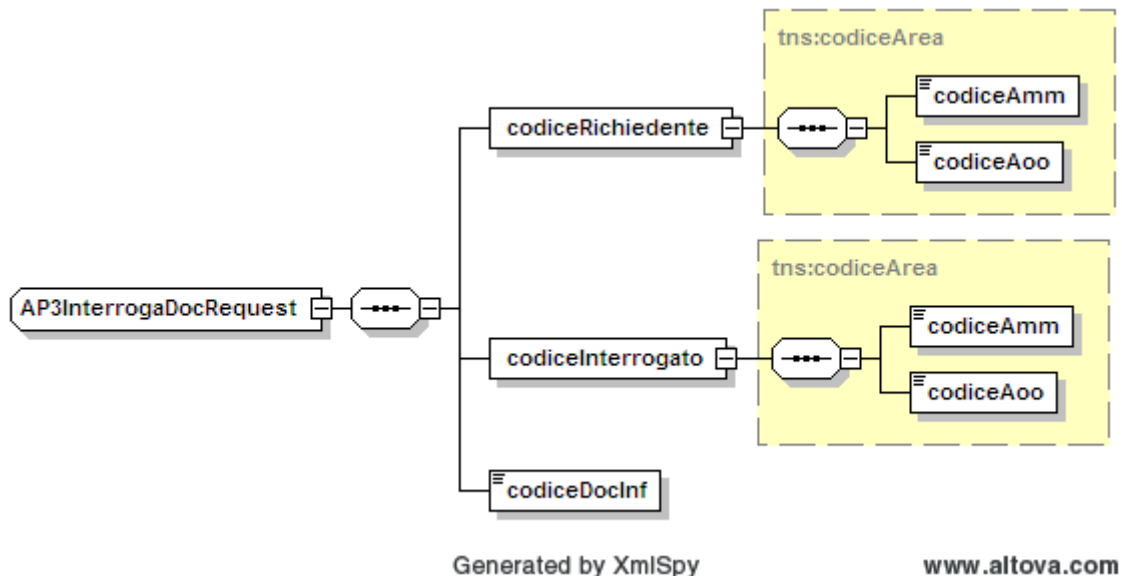 tns:codiceArea
codiceAmm
codiceRichiedente
codiceAoo
tns:codiceArea
AP3InterrogaDocRequest
codiceAmm
codiceInterrogato
codiceAoo
codiceDocInf
Generated by XmlSpy
www.altova.com